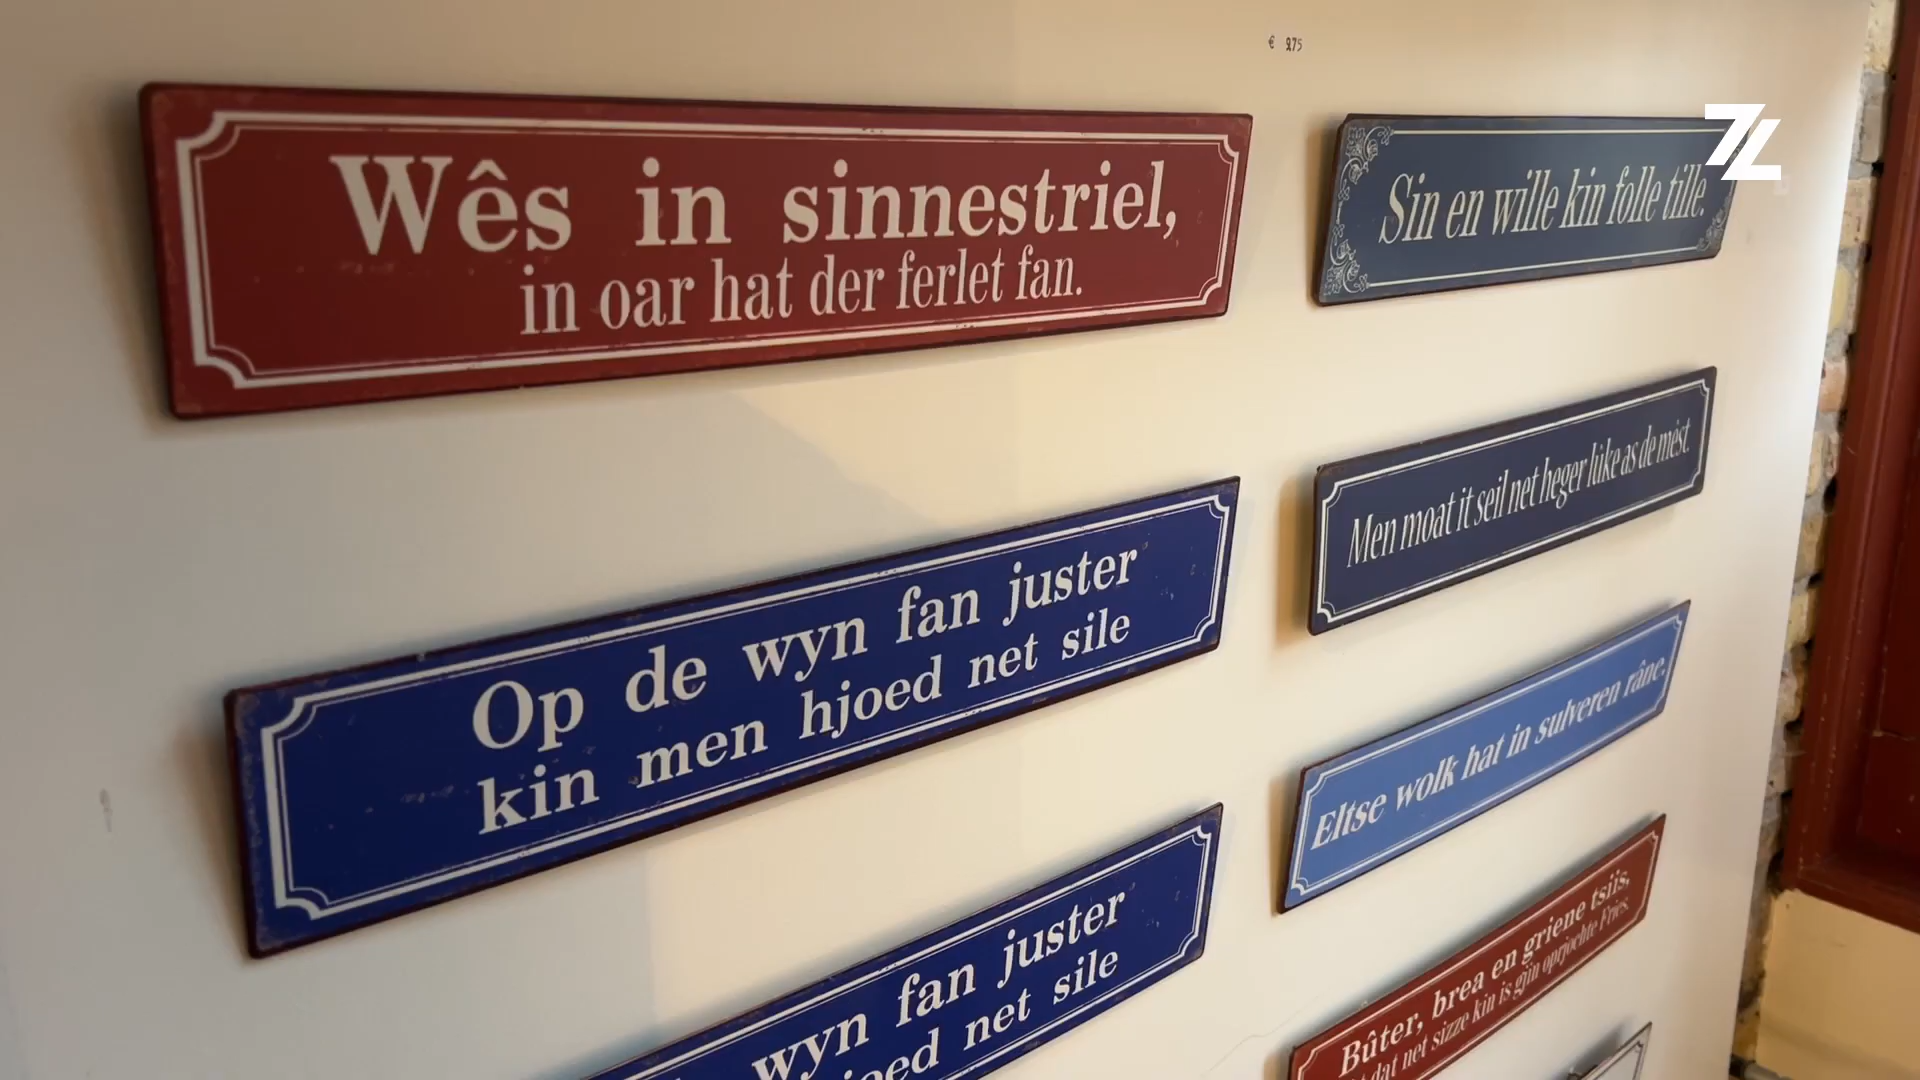 € 275
Wês in sinnestriel,
in oar hat der ferlet fan.
Sin en wille kin folle tille.
Men moat it seil net heger lûke as de mêst.
Op de wyn fan juster
kin men hjoed net sile
Eltse wolk hat in sulveren râne.
wyn fan juster
net sile
Bûter, brea en griene tsiis,
dat net sizze kin is gjin oprjochte Fries.